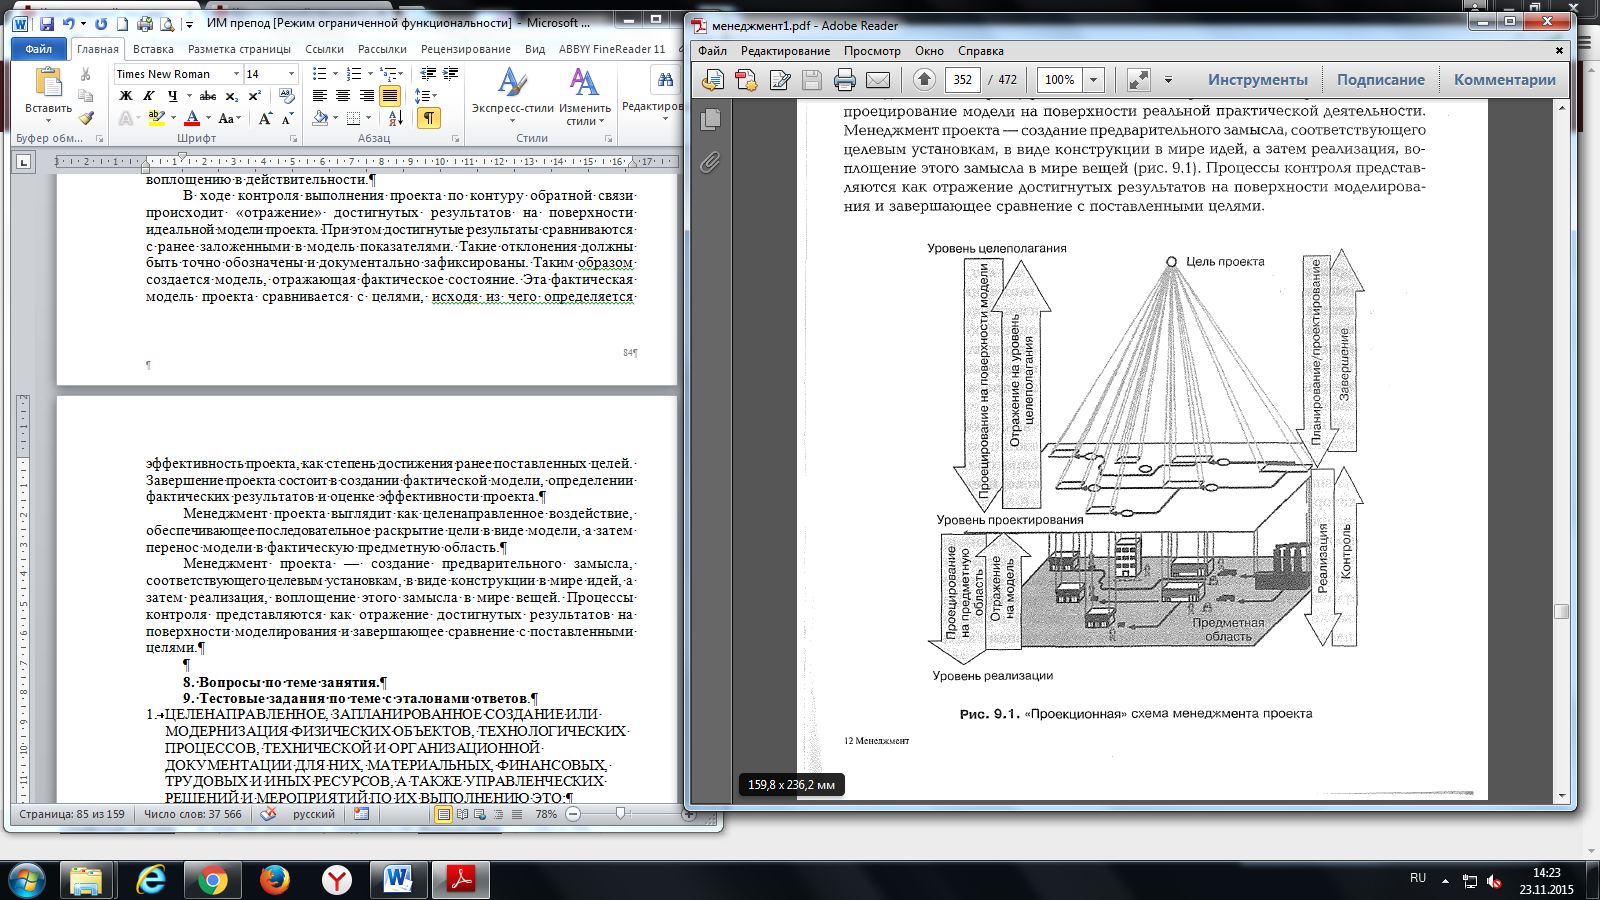 ИМ препод [Режим ограниченной функциональности] - Microsoft ...
Файл
Главная
Вставка
Разметка страницы
Ссылки
Рассылки
Рецензирование
Вид
ABBYY FineReader 11
Вставить
Times New Roman
14
Ж К Ч abc x₂ x²
Aa
Экспресс-стили
Изменить стили
Редактиров
Буфер обм...
Шрифт
Абзац
Стили
воплощению в действительности.¶
В ходе контроля выполнения проекта по контуру обратной связи
происходит «отражение» достигнутых результатов на поверхности
идеальной модели проекта. При этом достигнутые результаты сравниваются
с ранее заложенными в модель показателями. Такие отклонения должны
быть точно обозначены и документально зафиксированы. Таким образом
создается модель, отражающая фактическое состояние. Эта фактическая
модель проекта сравнивается с целями, исходя из чего определяется
84¶
¶
эффективность проекта, как степень достижения ранее поставленных целей.
Завершение проекта состоит в создании фактической модели, определении
фактических результатов и оценке эффективности проекта.¶
Менеджмент проекта выглядит как целенаправленное воздействие,
обеспечивающее последовательное раскрытие цели в виде модели, а затем
перенос модели в фактическую предметную область.¶
Менеджмент проекта — создание предварительного замысла,
соответствующего целевым установкам, в виде конструкции в мире идей, а
затем реализация, воплощение этого замысла в мире вещей. Процессы
контроля представляются как отражение достигнутых результатов на
поверхности моделирования и завершающее сравнение с поставленными
целями.¶
¶
8. Вопросы по теме занятия.¶
9. Тестовые задания по теме с эталонами ответов.¶
1. ЦЕЛЕНАПРАВЛЕННОЕ, ЗАПЛАНИРОВАННОЕ СОЗДАНИЕ ИЛИ
МОДЕРНИЗАЦИЯ ФИЗИЧЕСКИХ ОБЪЕКТОВ, ТЕХНОЛОГИЧЕСКИХ
ПРОЦЕССОВ, ТЕХНИЧЕСКОЙ И ОРГАНИЗАЦИОННОЙ
ДОКУМЕНТАЦИИ ДЛЯ НИХ, МАТЕРИАЛЬНЫХ, ФИНАНСОВЫХ,
ТРУДОВЫХ И ИНЫХ РЕСУРСОВ, А ТАКЖЕ УПРАВЛЕНЧЕСКИХ
РЕШЕНИЙ И МЕРОПРИЯТИЙ ПО ИХ ВЫПОЛНЕНИЮ ЭТО:¶
Страница: 85 из 159
Число слов: 37 566
русский
78%
менеджмент1.pdf - Adobe Reader
Файл
Редактирование
Просмотр
Окно
Справка
352 / 472
100%
Инструменты
Подписание
Комментарии
проецирование модели на поверхности реальной практической деятельности.
Менеджмент проекта — создание предварительного замысла, соответствующего
целевым установкам, в виде конструкции в мире идей, а затем реализация, во-
площение этого замысла в мире вещей (рис. 9.1). Процессы контроля представ-
ляются как отражение достигнутых результатов на поверхности моделирова-
ния и завершающее сравнение с поставленными целями.
Уровень целеполагания
Цель проекта
Проецирование на поверхности модели
Отражение на уровень
целеполагания
Планирование/проектирование
Завершение
Уровень проектирования
Проецирование
на предметную
область
Отражение
на модель
Реализация
Контроль
Предметная
область
Уровень реализации
Рис. 9.1. «Проекционная» схема менеджмента проекта
12 Менеджмент
159,8 x 236,2 мм
RU
14:23
23.11.2015